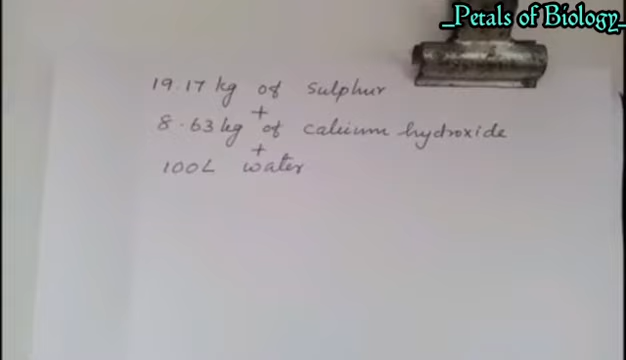 _Petals of Biology_
19.17 kg of Sulphur
+
8.63 kg of calcium hydroxide
+
100L water